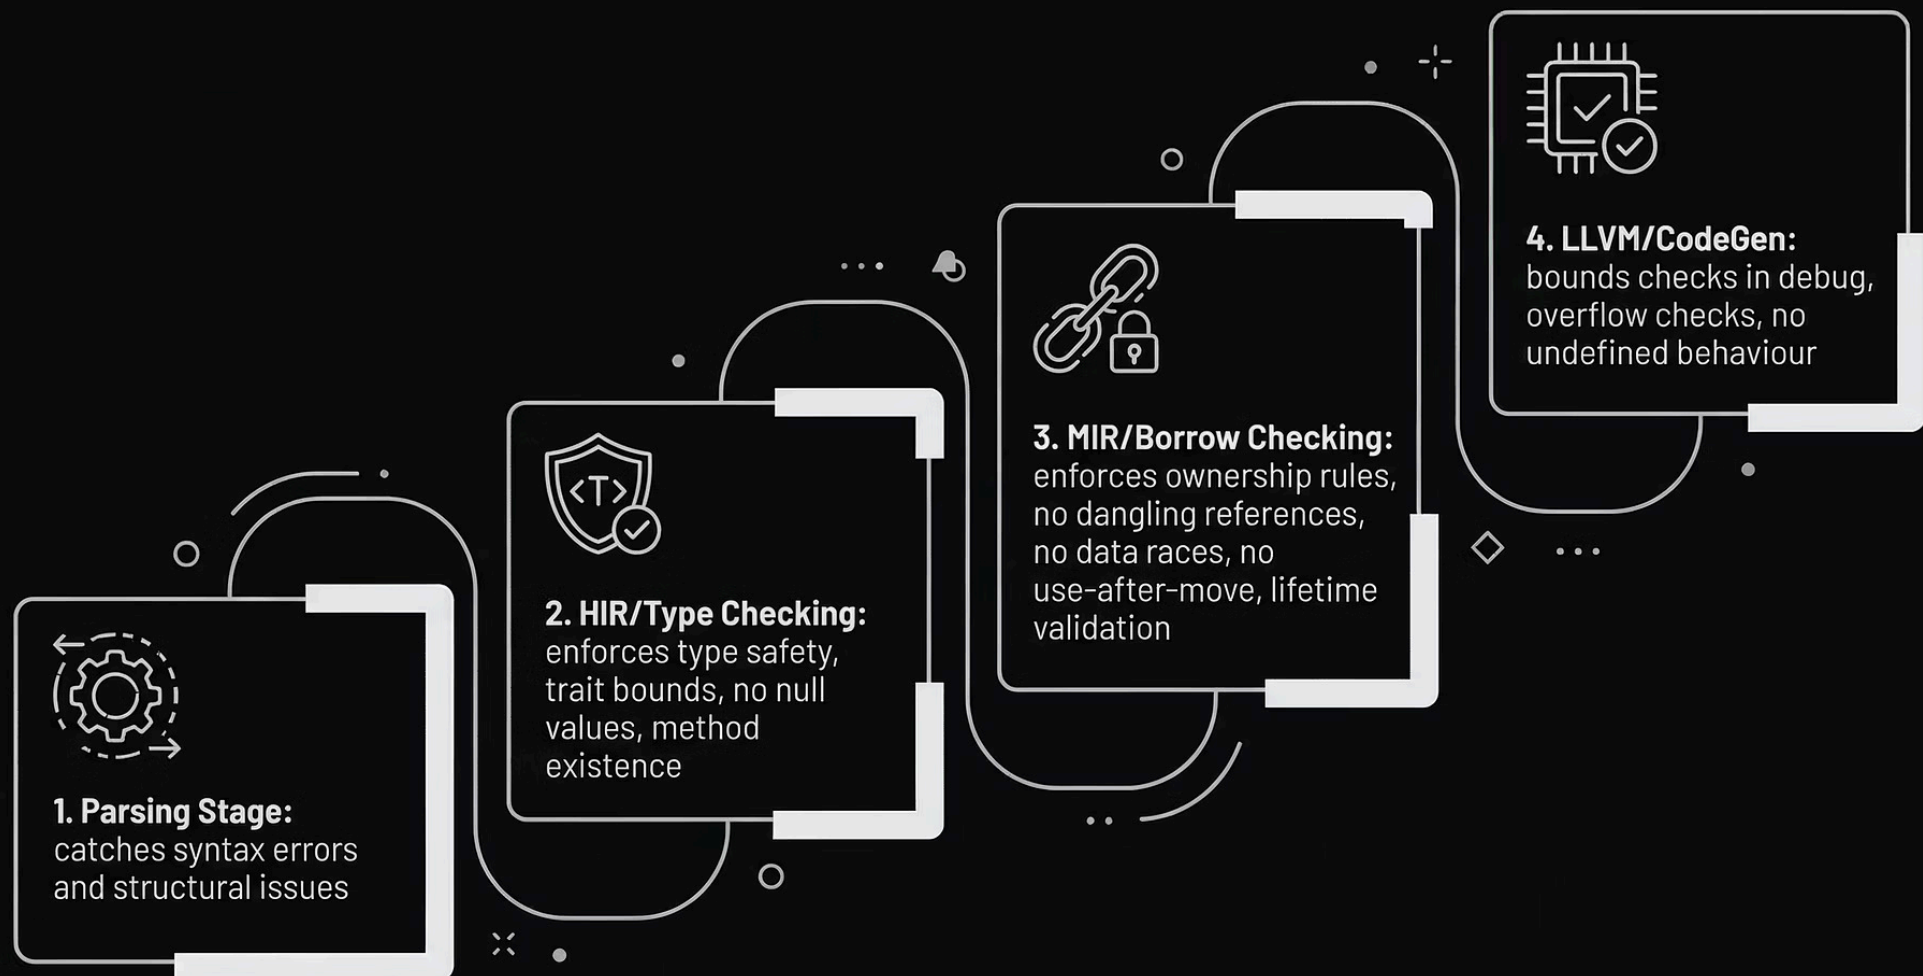 1. Parsing Stage:
catches syntax errors
and structural issues
<T>
2. HIR/Type Checking:
enforces type safety,
trait bounds, no null
values, method
existence
3. MIR/Borrow Checking:
enforces ownership rules,
no dangling references,
no data races, no
use-after-move, lifetime
validation
4. LLVM/CodeGen:
bounds checks in debug,
overflow checks, no
undefined behaviour